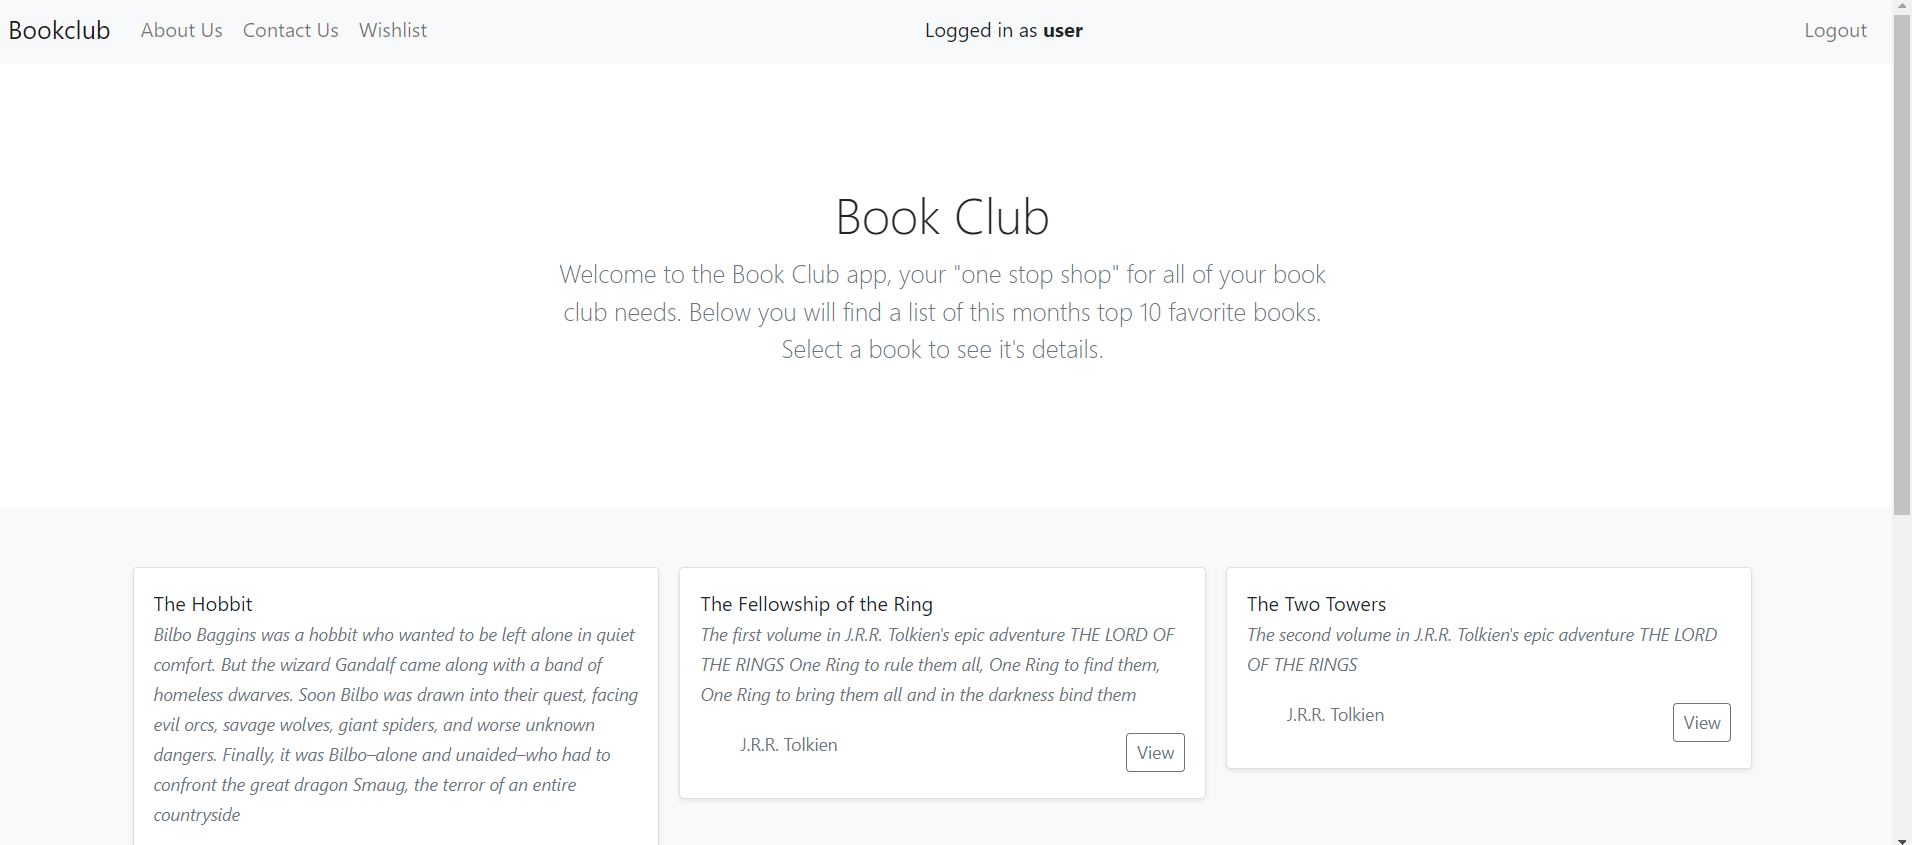 Bookclub About Us Contact Us Wishlist Logged in as user Logout
Book Club
Welcome to the Book Club app, your "one stop shop" for all of your book
club needs. Below you will find a list of this months top 10 favorite books.
Select a book to see it's details.
The Hobbit
Bilbo Baggins was a hobbit who wanted to be left alone in quiet
comfort. But the wizard Gandalf came along with a band of
homeless dwarves. Soon Bilbo was drawn into their quest, facing
evil orcs, savage wolves, giant spiders, and worse unknown
dangers. Finally, it was Bilbo–alone and unaided–who had to
confront the great dragon Smaug, the terror of an entire
countryside
The Fellowship of the Ring
The first volume in J.R.R. Tolkien's epic adventure THE LORD OF
THE RINGS One Ring to rule them all, One Ring to find them,
One Ring to bring them all and in the darkness bind them
J.R.R. Tolkien View
The Two Towers
The second volume in J.R.R. Tolkien's epic adventure THE LORD
OF THE RINGS
J.R.R. Tolkien View